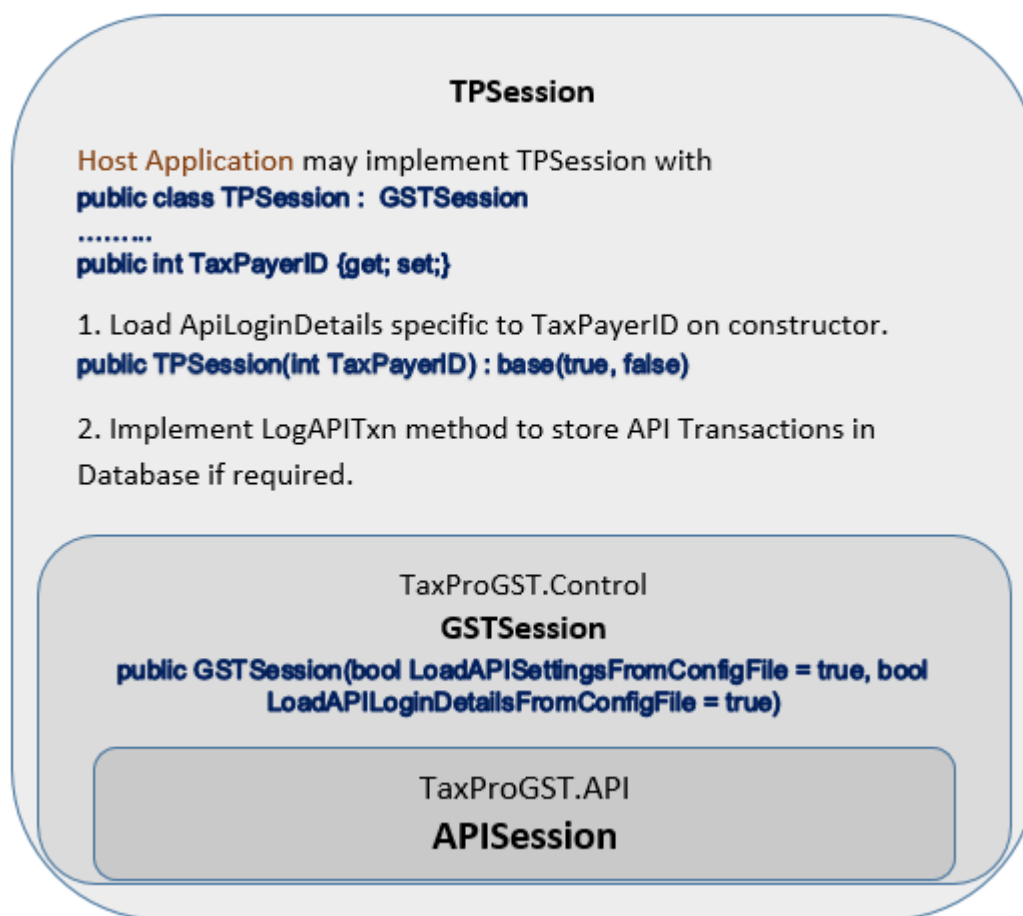 TPSession
Host Application may implement TPSession with
public class TPSession : GSTSession
.........
public int TaxPayerID {get; set;}
1. Load ApiLoginDetails specific to TaxPayerID on constructor.
public TPSession(int TaxPayerID) : base(true, false)
2. Implement LogAPITxn method to store API Transactions in
Database if required.
TaxProGST.Control
GSTSession
public GSTSession(bool LoadAPISettingsFromConfigFile = true, bool
LoadAPILoginDetailsFromConfigFile = true)
TaxProGST.API
APISession